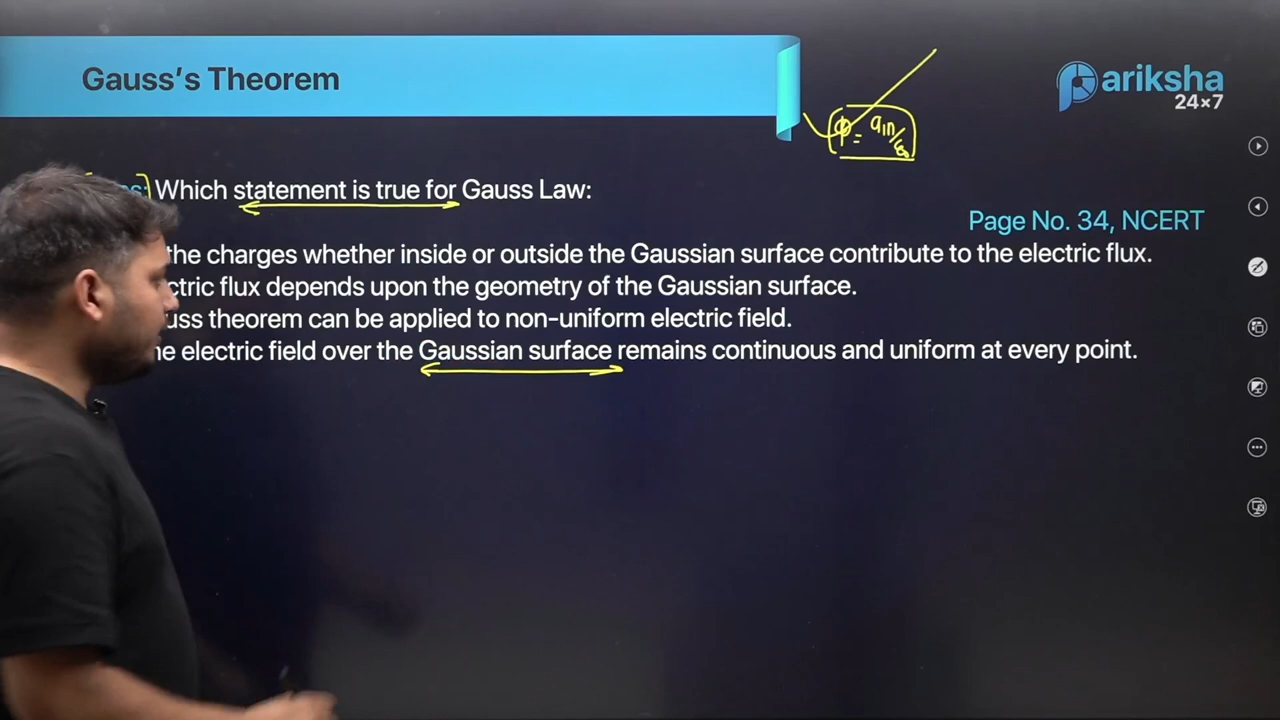 Gauss's Theorem
Pariksha
24×7
ϕ = qin/ε0
Which statement is true for Gauss Law:
Page No. 34, NCERT
the charges whether inside or outside the Gaussian surface contribute to the electric flux.
ctric flux depends upon the geometry of the Gaussian surface.
uss theorem can be applied to non-uniform electric field.
e electric field over the Gaussian surface remains continuous and uniform at every point.